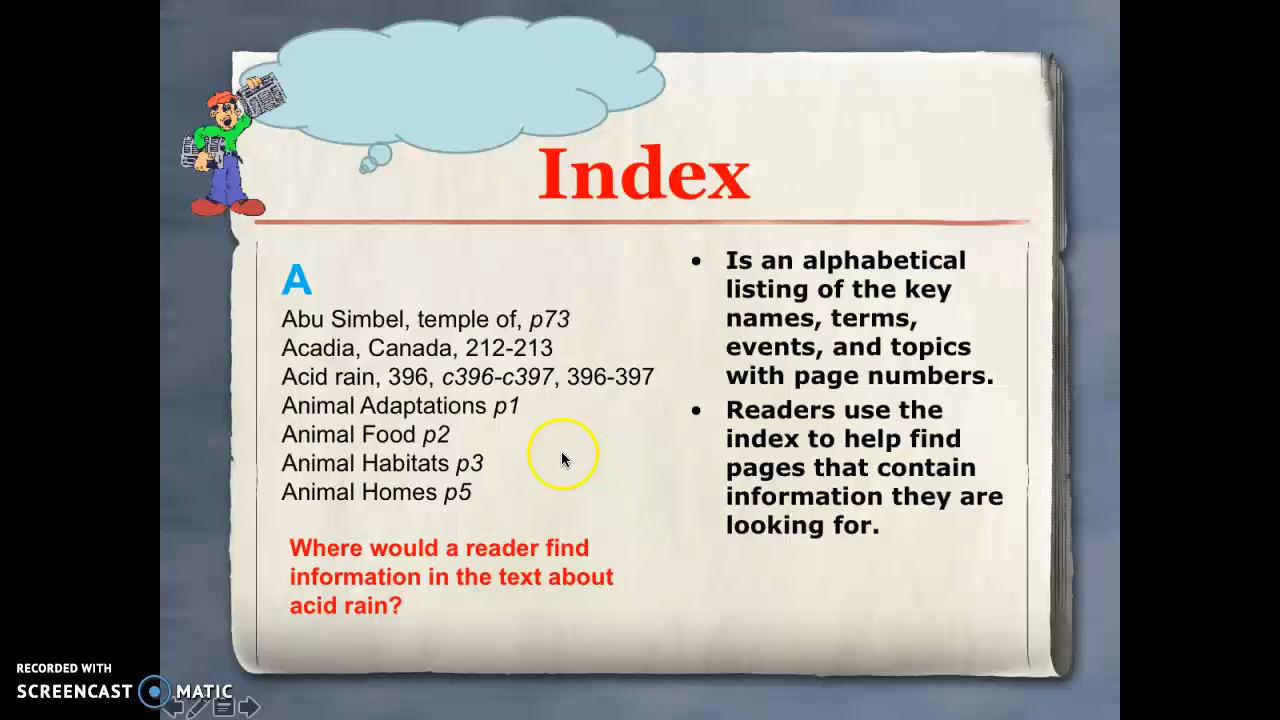 Index
A
Abu Simbel, temple of, p73
Acadia, Canada, 212-213
Acid rain, 396, c396-c397, 396-397
Animal Adaptations p1
Animal Food p2
Animal Habitats p3
Animal Homes p5
Where would a reader find
information in the text about
acid rain?
• Is an alphabetical
listing of the key
names, terms,
events, and topics
with page numbers.
• Readers use the
index to help find
pages that contain
information they are
looking for.
RECORDED WITH
SCREENCAST MATIC